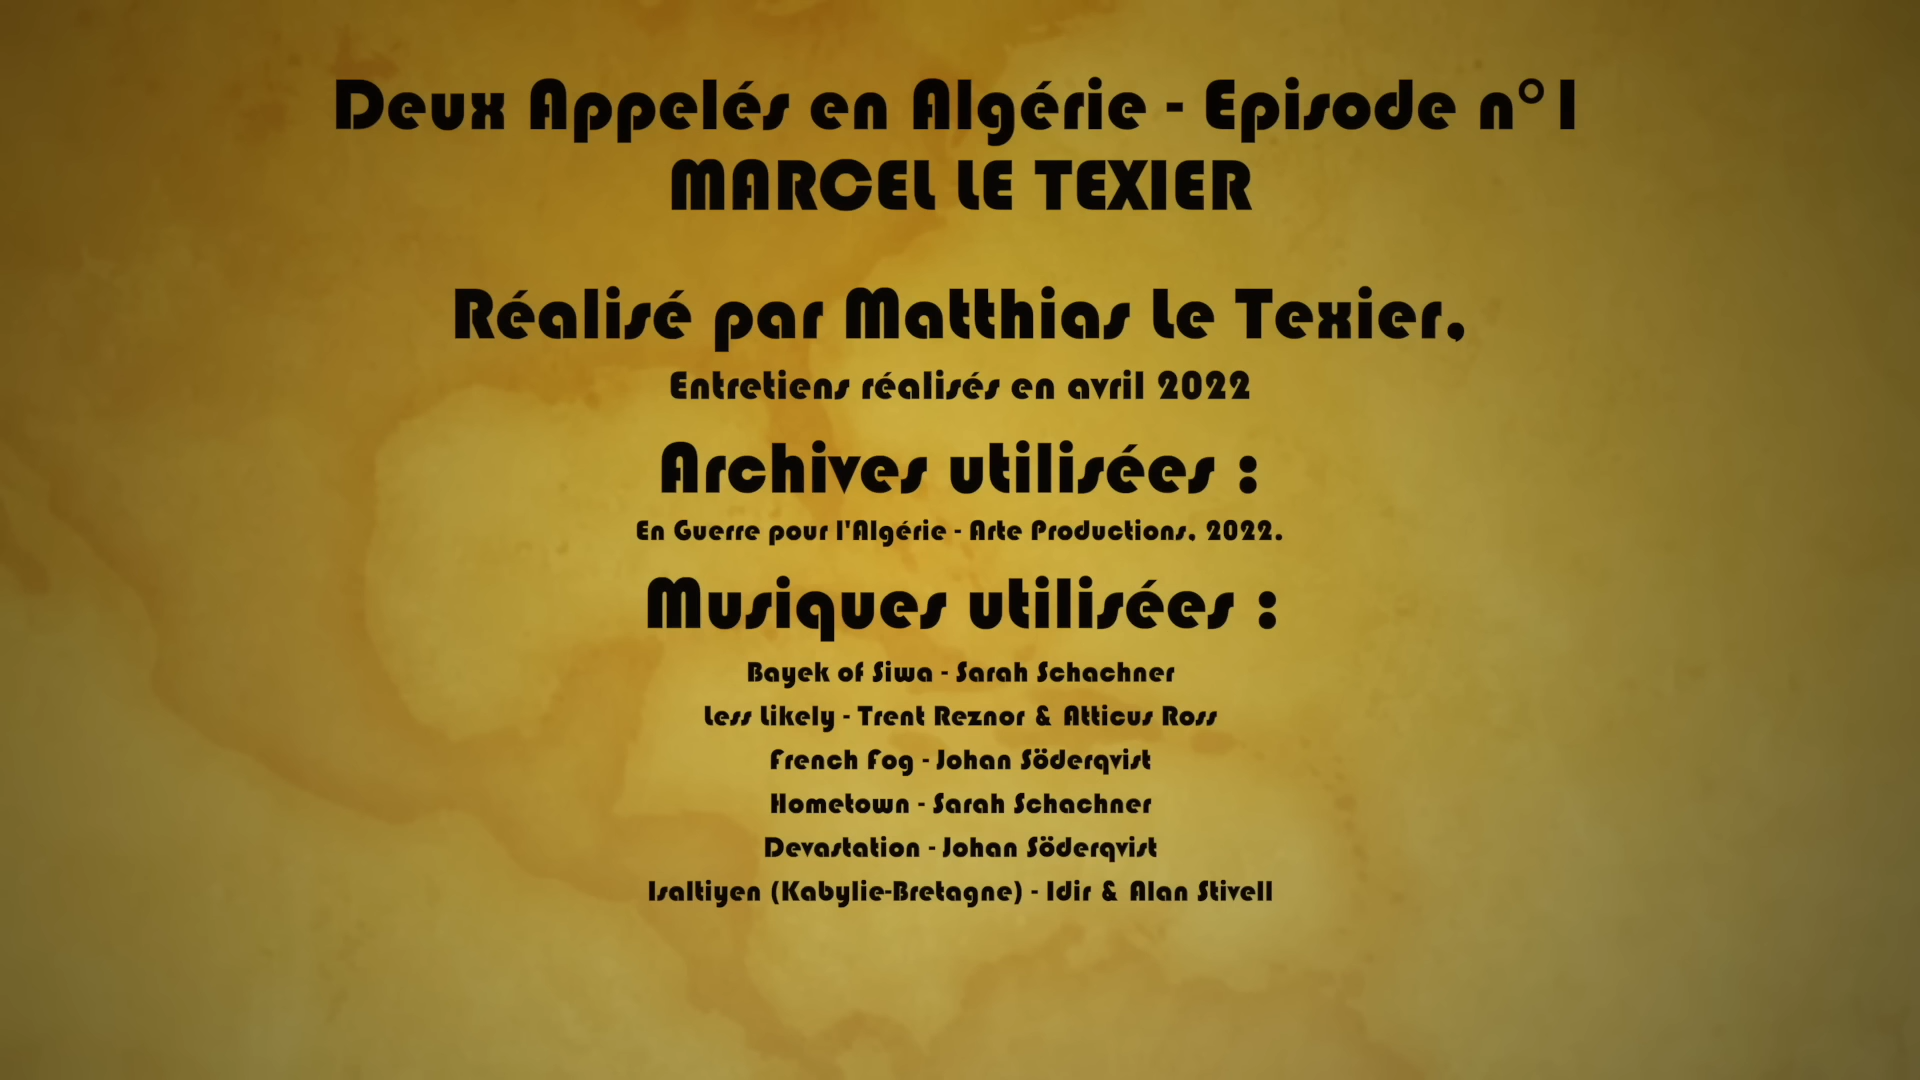 Deux Appelés en Algérie - Episode n°1
MARCEL LE TEXIER
Réalisé par Matthias Le Texier,
Entretiens réalisés en avril 2022
Archives utilisées :
En Guerre pour l'Algérie - Arte Productions, 2022.
Musiques utilisées :
Bayek of Siwa - Sarah Schachner
Less Likely - Trent Reznor & Atticus Ross
French Fog - Johan Söderqvist
Hometown - Sarah Schachner
Devastation - Johan Söderqvist
Isaltiyen (Kabylie-Bretagne) - Idir & Alan Stivell